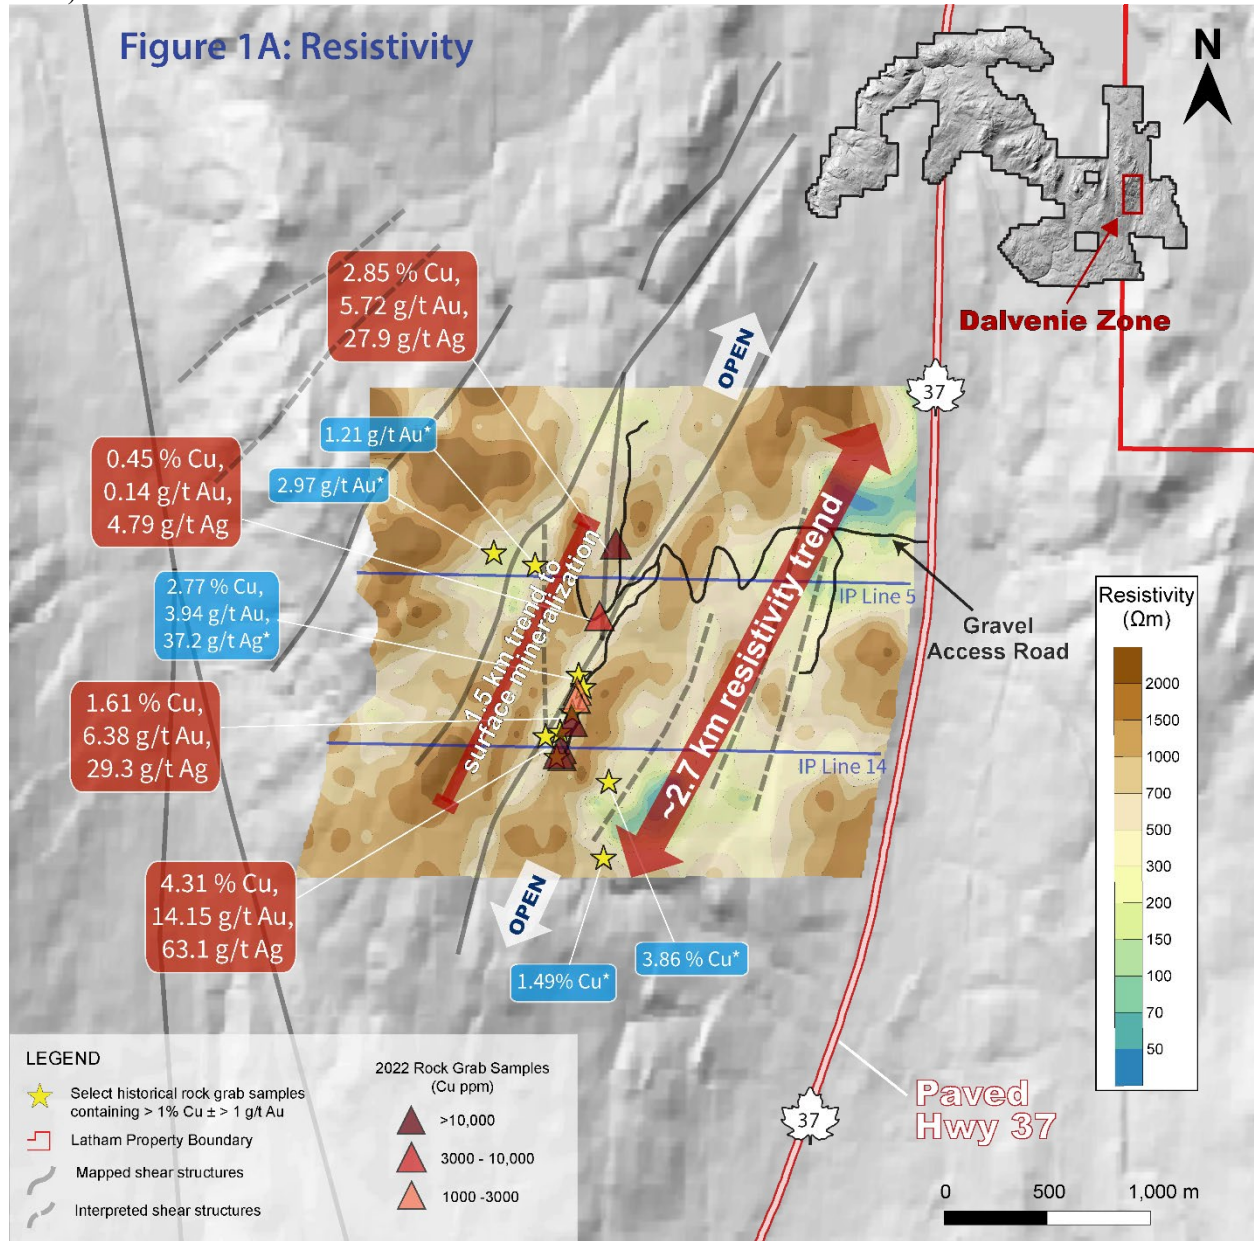 Figure 1A: Resistivity
N
Dalvenie Zone
37
2.85 % Cu,
5.72 g/t Au,
27.9 g/t Ag
OPEN
1.21 g/t Au*
2.97 g/t Au*
0.45 % Cu,
0.14 g/t Au,
4.79 g/t Ag
2.77 % Cu,
3.94 g/t Au,
37.2 g/t Ag*
1.61 % Cu,
6.38 g/t Au,
29.3 g/t Ag
4.31 % Cu,
14.15 g/t Au,
63.1 g/t Ag
1.5 km trend to
surface mineralization
~2.7 km resistivity trend
IP Line 5
IP Line 14
Gravel
Access Road
OPEN
1.49% Cu*
3.86 % Cu*
Resistivity
(Ωm)
2000
1500
1000
700
500
300
200
150
100
70
50
Paved
Hwy 37
37
0 500 1,000 m
LEGEND
Select historical rock grab samples
containing > 1% Cu ± > 1 g/t Au
Latham Property Boundary
Mapped shear structures
Interpreted shear structures
2022 Rock Grab Samples
(Cu ppm)
>10,000
3000 - 10,000
1000 -3000